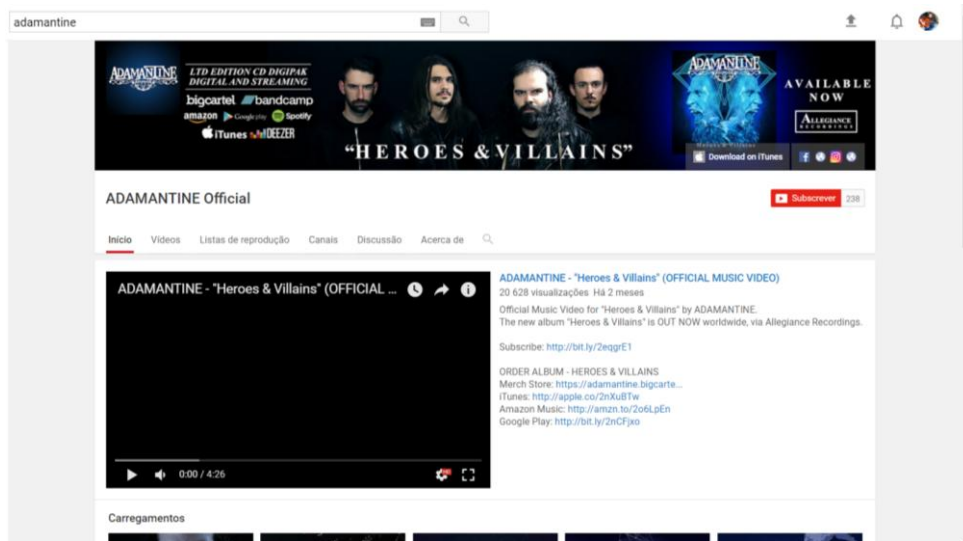 adamantine
ADAMANTINE
LTD EDITION CD DIGIPAK
DIGITAL AND STREAMING
bigcartel bandcamp
amazon Google play Spotify
iTunes DEEZER
"HEROES & VILLAINS"
ADAMANTINE
Heroes & Villains
AVAILABLE
NOW
ALLEGIANCE
RECORDINGS
Download on iTunes
ADAMANTINE Official
Subscrever 238
Início Vídeos Listas de reprodução Canais Discussão Acerca de
ADAMANTINE - "Heroes & Villains" (OFFICIAL ...
0:00 / 4:26
ADAMANTINE - "Heroes & Villains" (OFFICIAL MUSIC VIDEO)
20 628 visualizações Há 2 meses
Official Music Video for "Heroes & Villains" by ADAMANTINE.
The new album "Heroes & Villains" is OUT NOW worldwide, via Allegiance Recordings.
Subscribe: http://bit.ly/2eqgrE1
ORDER ALBUM - HEROES & VILLAINS
Merch Store: https://adamantine.bigcarte...
iTunes: http://apple.co/2nXuBTw
Amazon Music: http://amzn.to/2o6LpEn
Google Play: http://bit.ly/2nCFjxo
Carregamentos